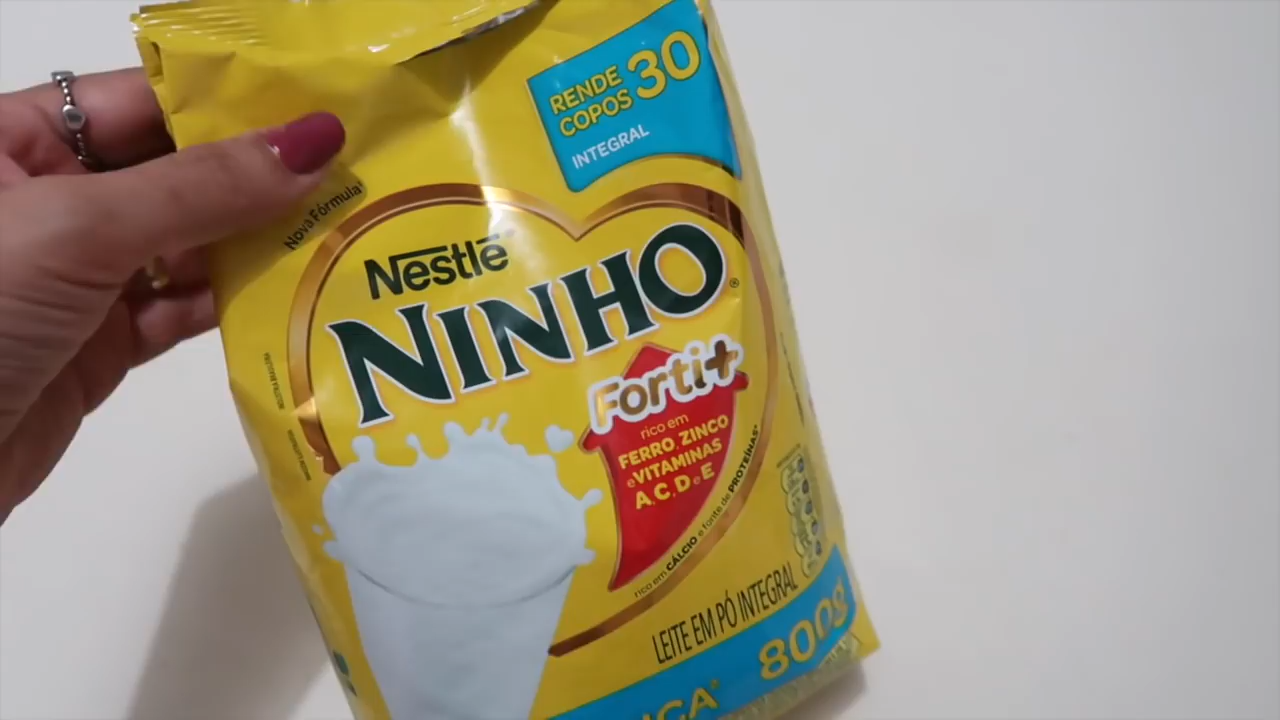 RENDE 30
COPOS
INTEGRAL
Nova Fórmula
Nestlé
NINHO®
Forti+
rico em
FERRO, ZINCO
e VITAMINAS
A, C, D e E
rico em CÁLCIO e fonte de PROTEÍNAS*
LEITE EM PÓ INTEGRAL
800g